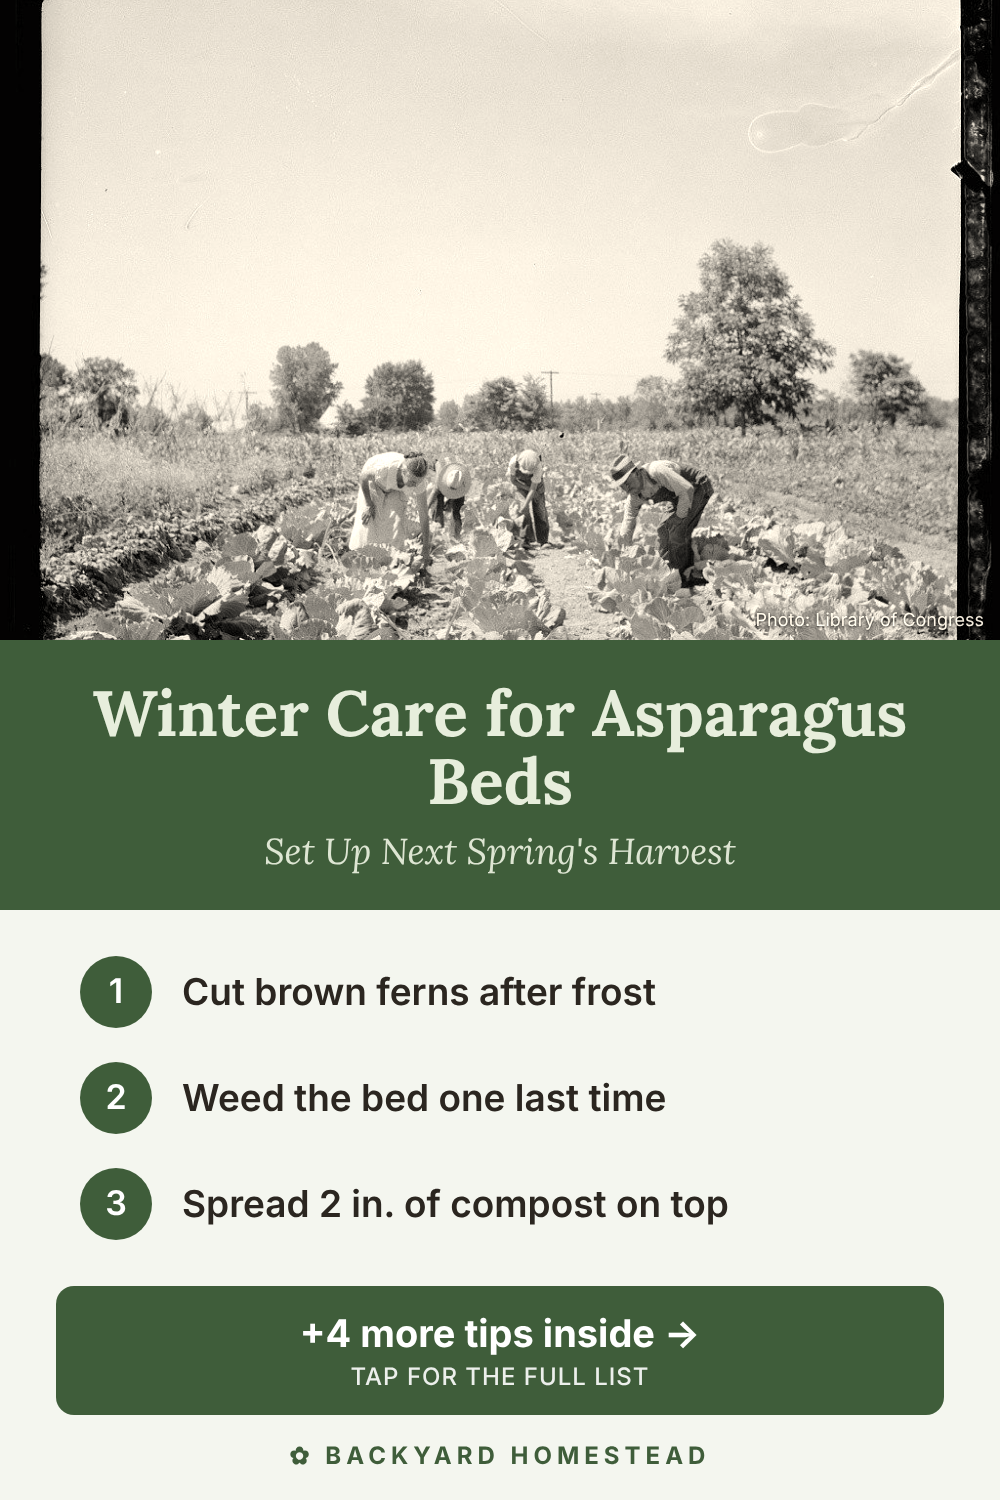 Photo: Library of Congress
Winter Care for Asparagus
Beds
Set Up Next Spring's Harvest
1 Cut brown ferns after frost
2 Weed the bed one last time
3 Spread 2 in. of compost on top
+4 more tips inside →
TAP FOR THE FULL LIST
✿ BACKYARD HOMESTEAD